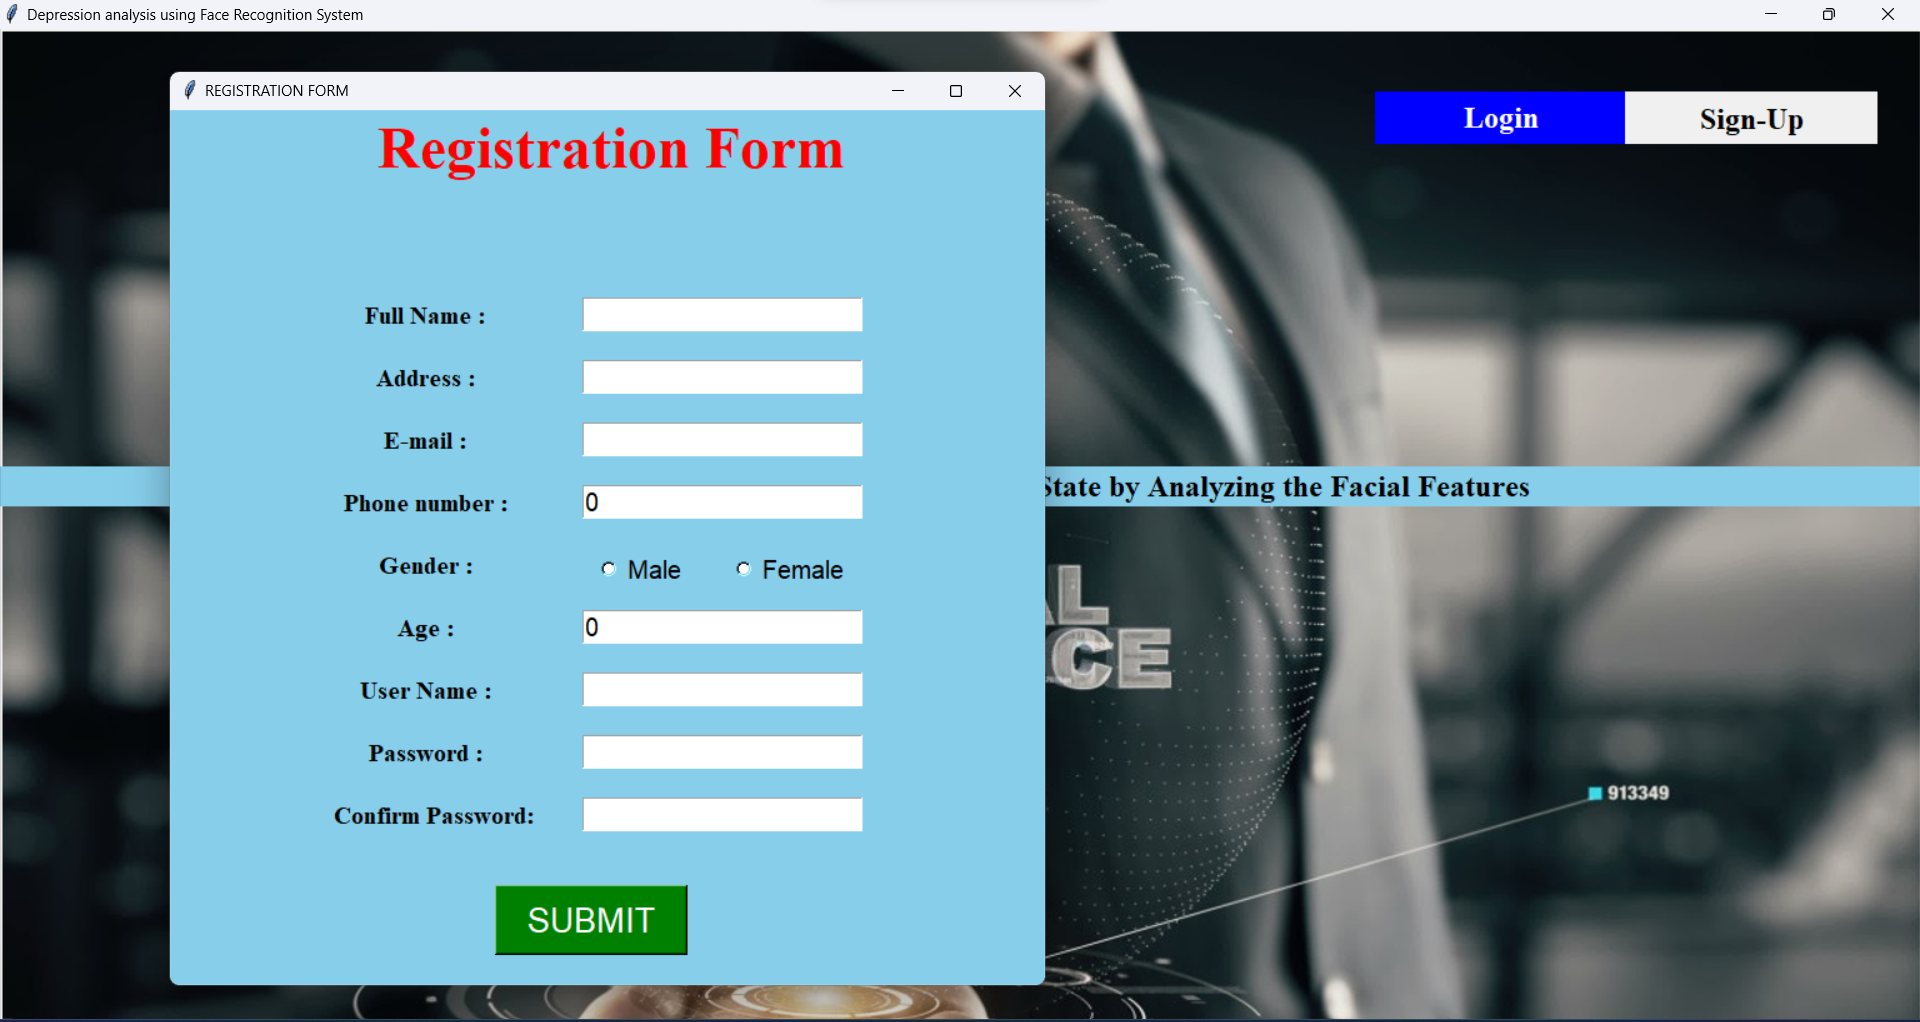 Depression analysis using Face Recognition System
REGISTRATION FORM
Login
Sign-Up
Registration Form
Full Name :
Address :
E-mail :
State by Analyzing the Facial Features
Phone number :
0
Gender :
Male
Female
Age :
0
CE
User Name :
Password :
913349
Confirm Password:
SUBMIT